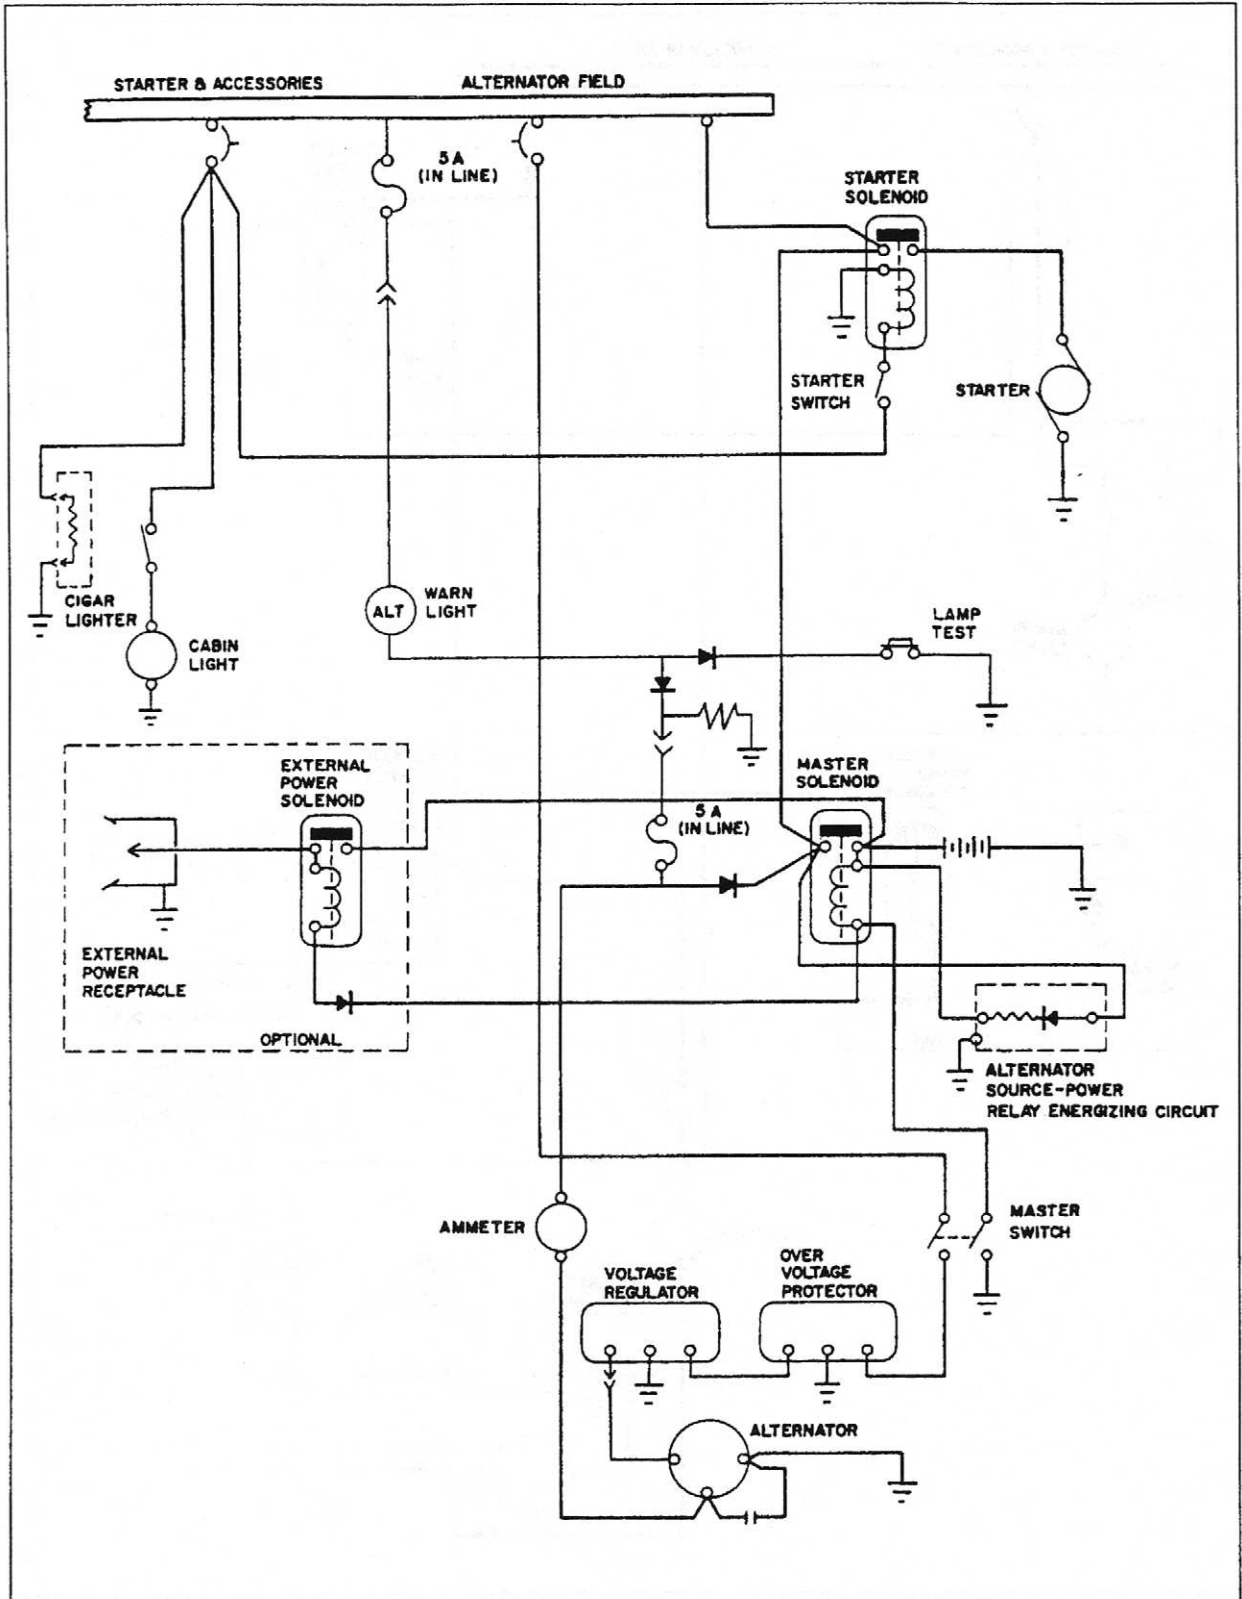 STARTER & ACCESSORIES
ALTERNATOR FIELD
5A
(IN LINE)
STARTER
SOLENOID
STARTER
SWITCH
STARTER
CIGAR
LIGHTER
CABIN
LIGHT
ALT
WARN
LIGHT
LAMP
TEST
EXTERNAL
POWER
SOLENOID
MASTER
SOLENOID
5A
(IN LINE)
EXTERNAL
POWER
RECEPTACLE
OPTIONAL
ALTERNATOR
SOURCE-POWER
RELAY ENERGIZING CIRCUIT
AMMETER
MASTER
SWITCH
VOLTAGE
REGULATOR
OVER
VOLTAGE
PROTECTOR
ALTERNATOR